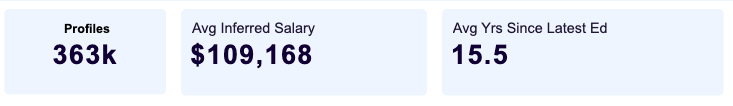 Profiles
363k
Avg Inferred Salary
$109,168
Avg Yrs Since Latest Ed
15.5